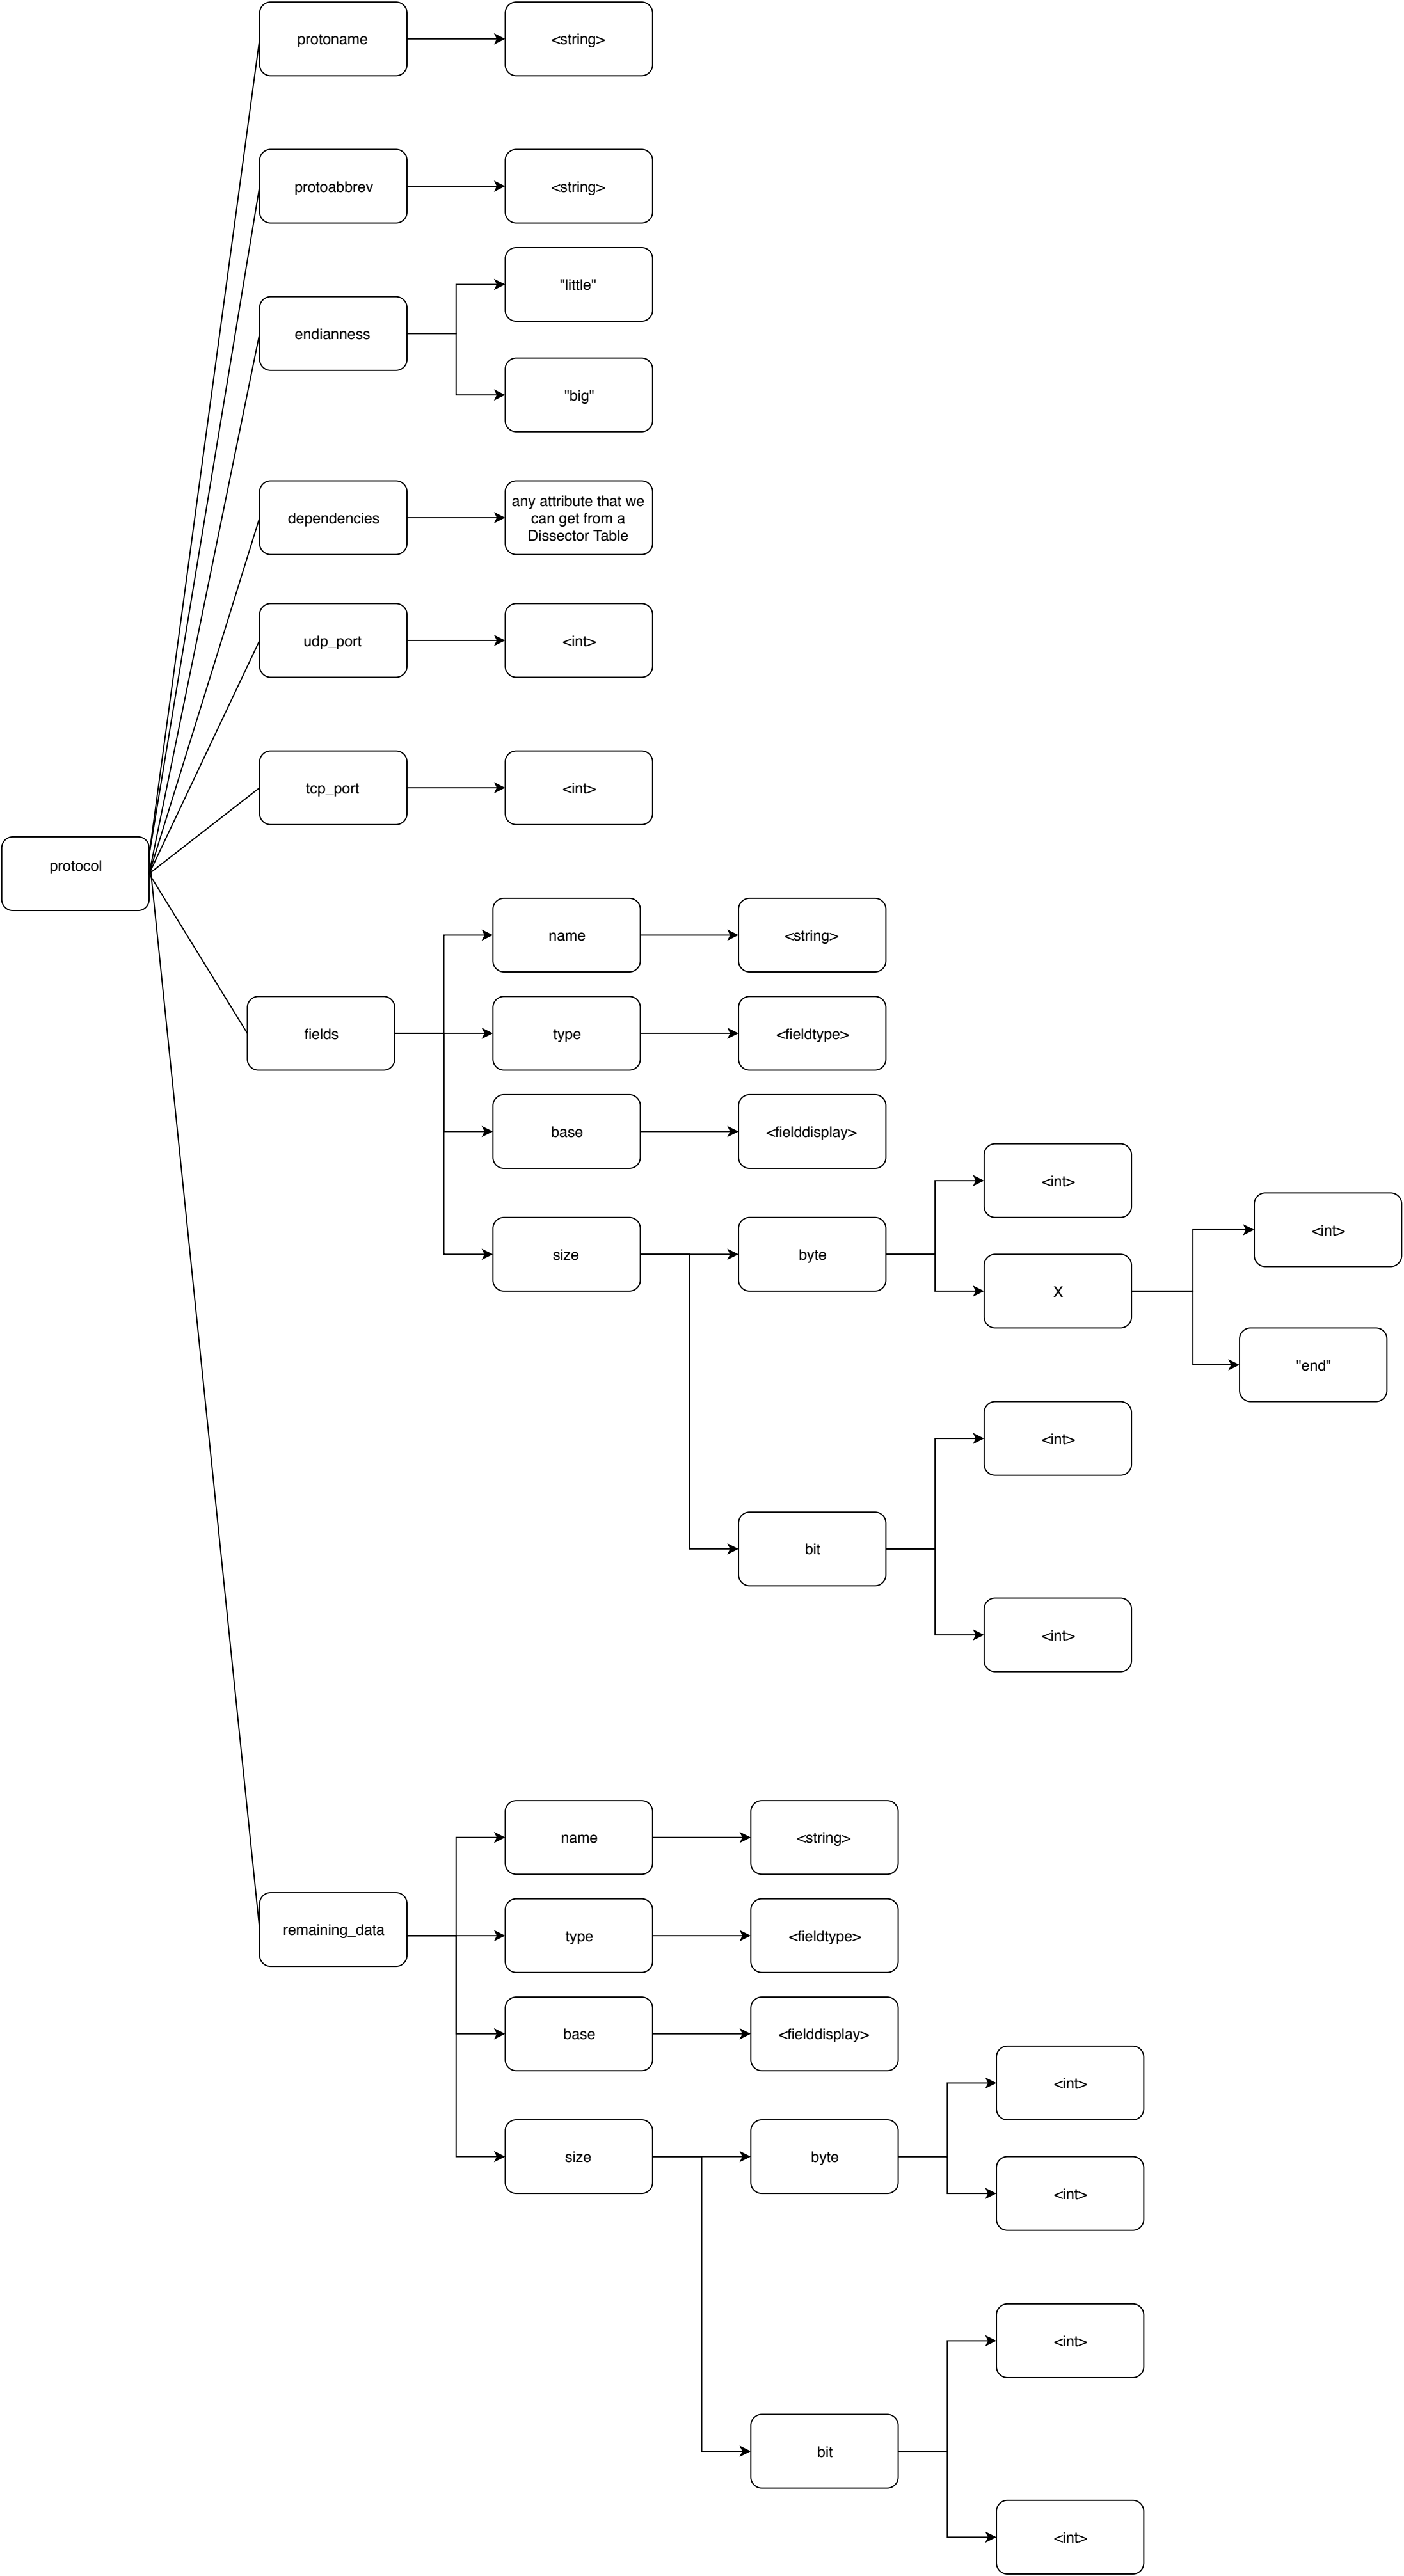 protoname
<string>
protoabbrev
<string>
endianness
"little"
"big"
dependencies
any attribute that we
can get from a
Dissector Table
udp_port
<int>
tcp_port
<int>
protocol
fields
name
<string>
type
<fieldtype>
base
<fielddisplay>
size
byte
<int>
X
<int>
"end"
bit
<int>
<int>
remaining_data
name
<string>
type
<fieldtype>
base
<fielddisplay>
size
byte
<int>
<int>
bit
<int>
<int>